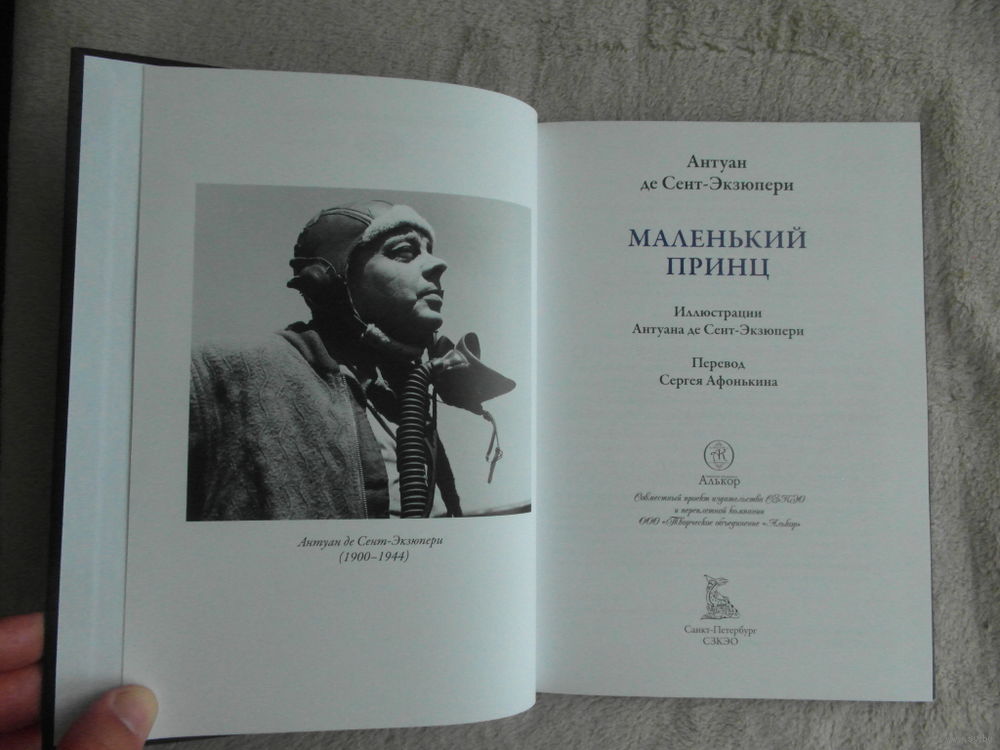 Антуан де Сент-Экзюпери
(1900–1944)
Антуан
де Сент-Экзюпери
МАЛЕНЬКИЙ
ПРИНЦ
Иллюстрации
Антуана де Сент-Экзюпери
Перевод
Сергея Афонькина
Алькор
Совместный проект издательства СЗКЭО
и переплетной компании
ООО «Творческое объединение «Алькор»
Санкт-Петербург
СЗКЭО